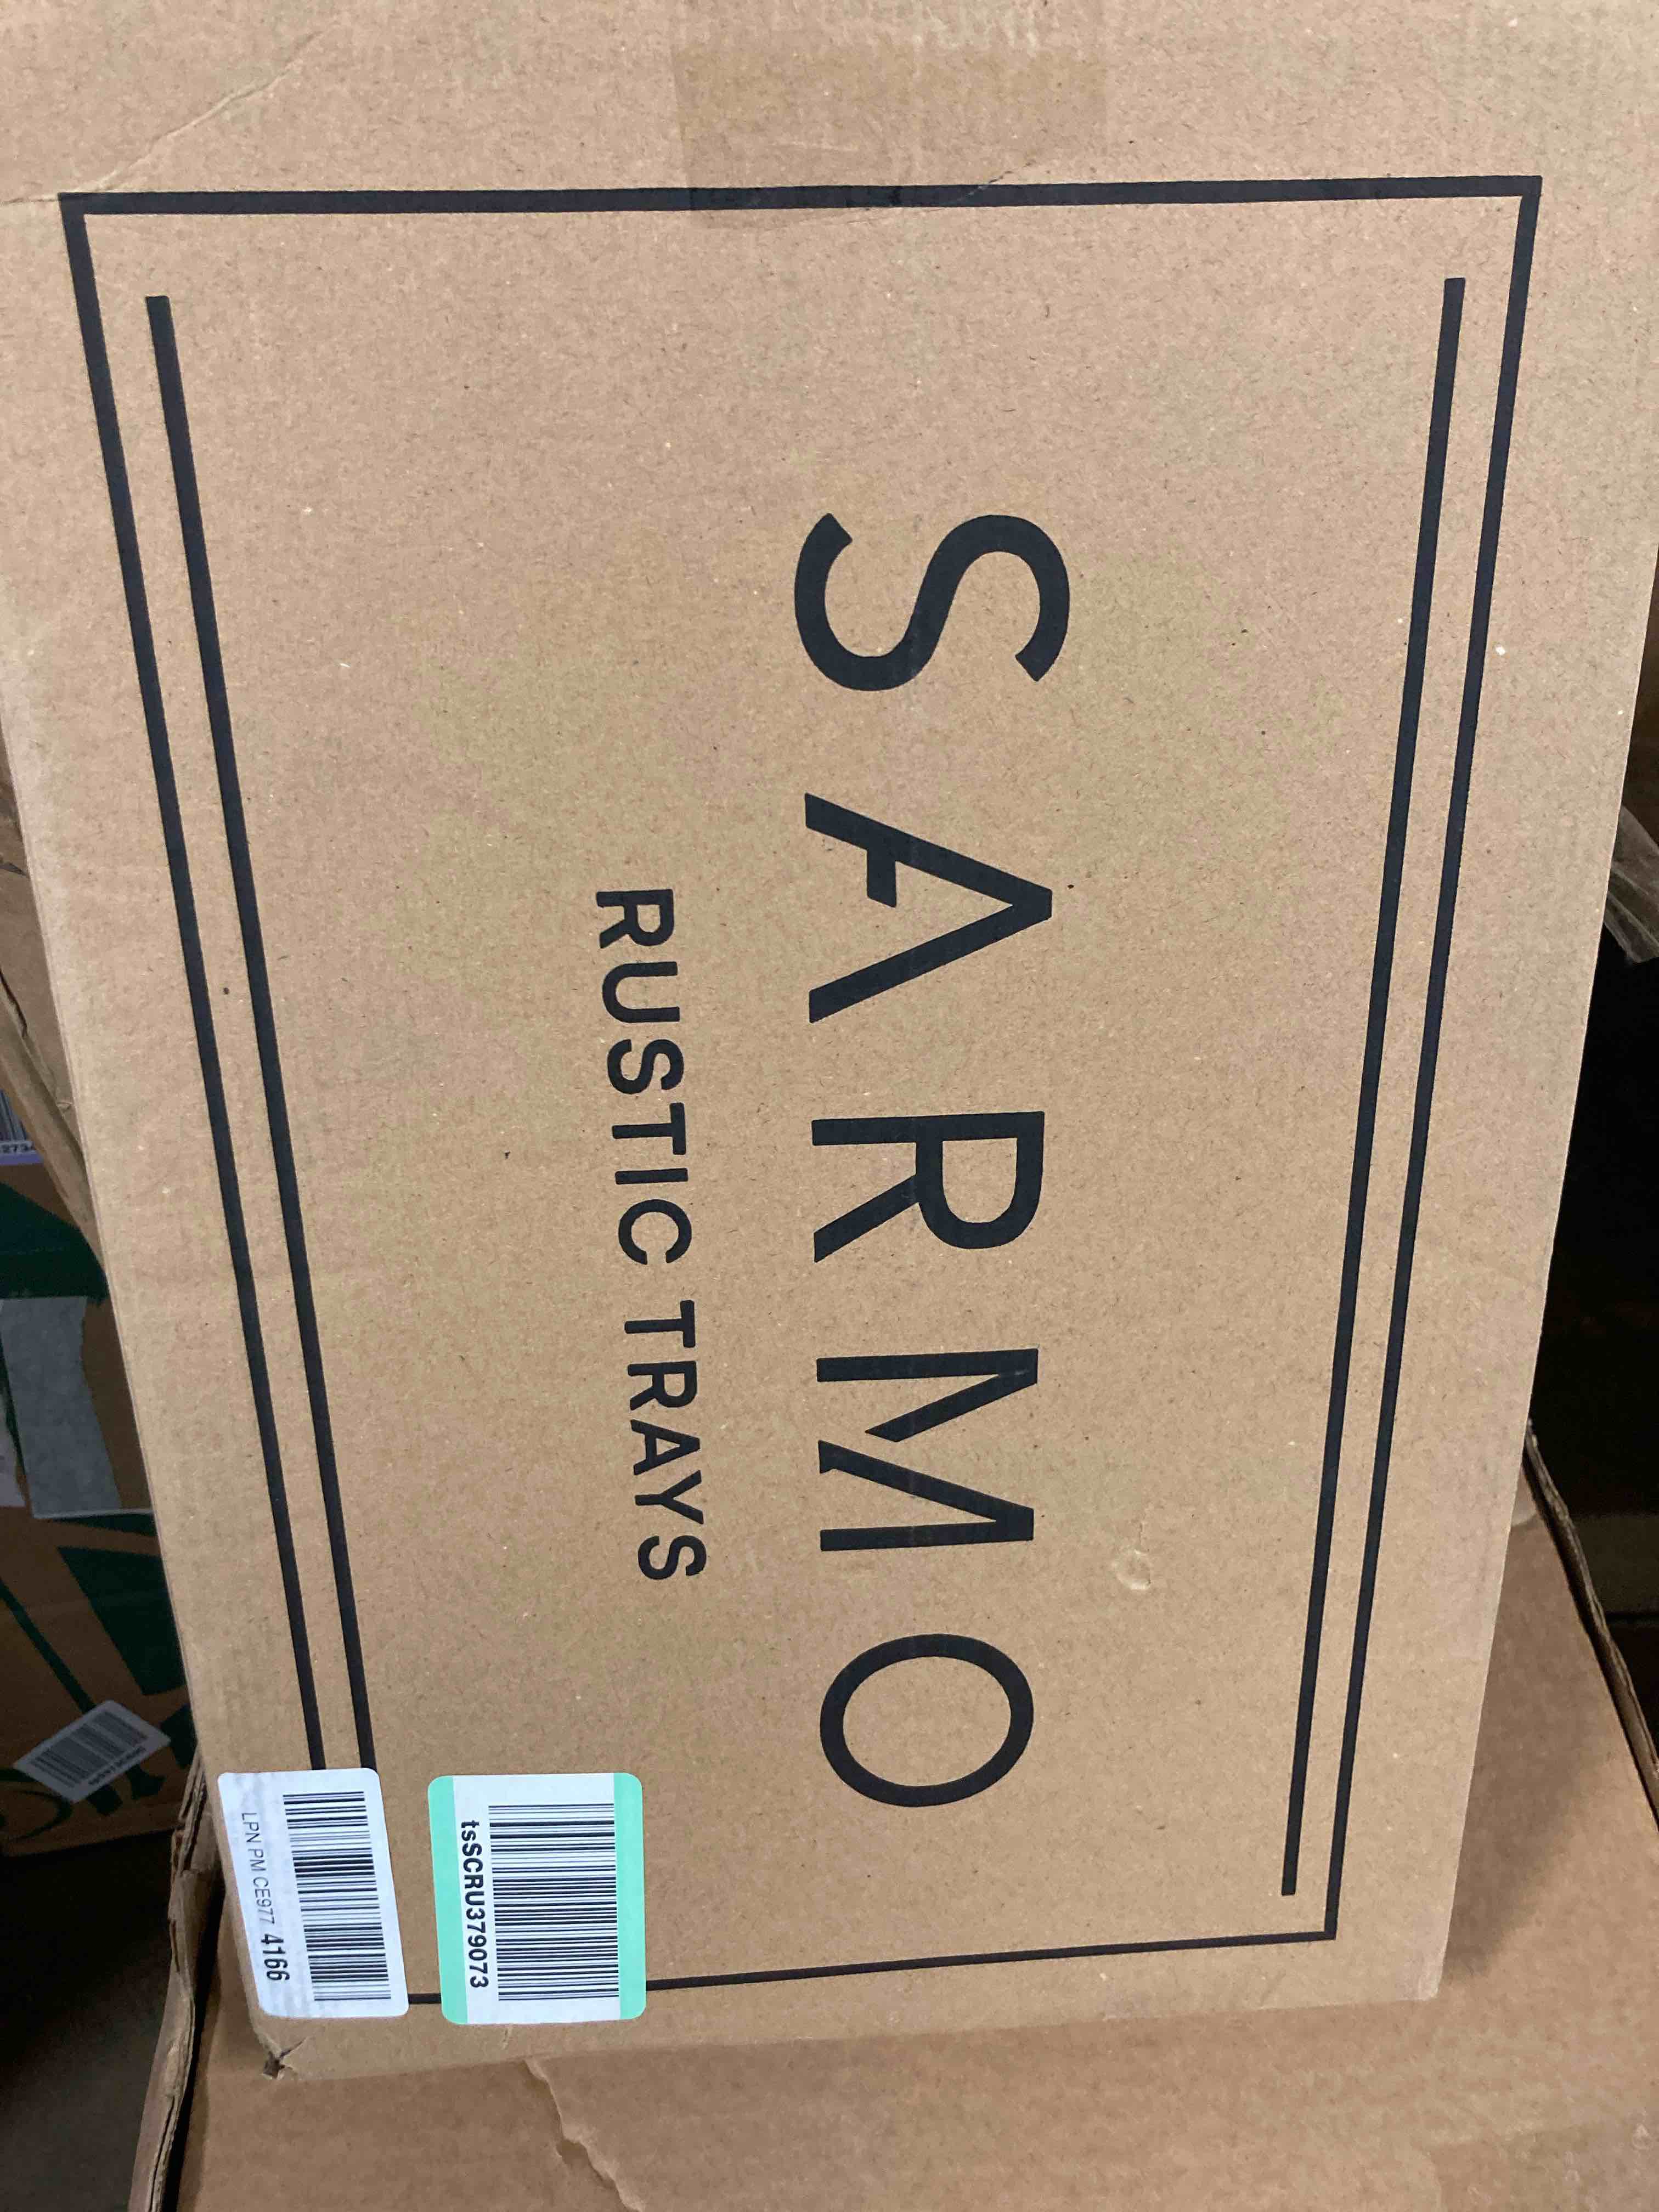 SARMO
RUSTIC TRAYS
tsSCRU379073
LPN PM CE977 4166